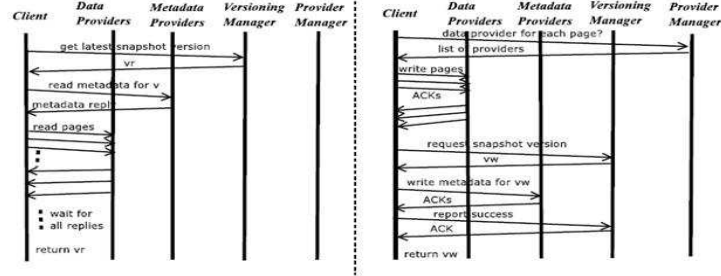 Client Data Providers Metadata Providers Versioning Manager Provider Manager
get latest snapshot version
vr
read metadata for v
metadata reply
read pages
wait for
all replies
return vr
Client Data Providers Metadata Providers Versioning Manager Provider Manager
data provider for each page?
list of providers
write pages
ACKs
request snapshot version
vw
write metadata for vw
ACKs
report success
ACK
return vw